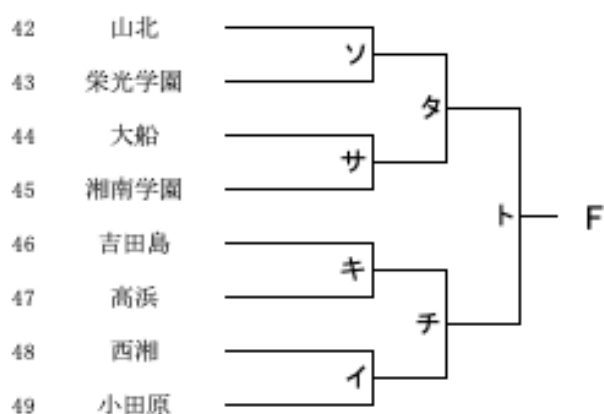 42 山北
ソ
43 栄光学園
タ
44 大船
サ
45 湘南学園
ト F
46 吉田島
キ
47 高浜
チ
48 西湘
イ
49 小田原